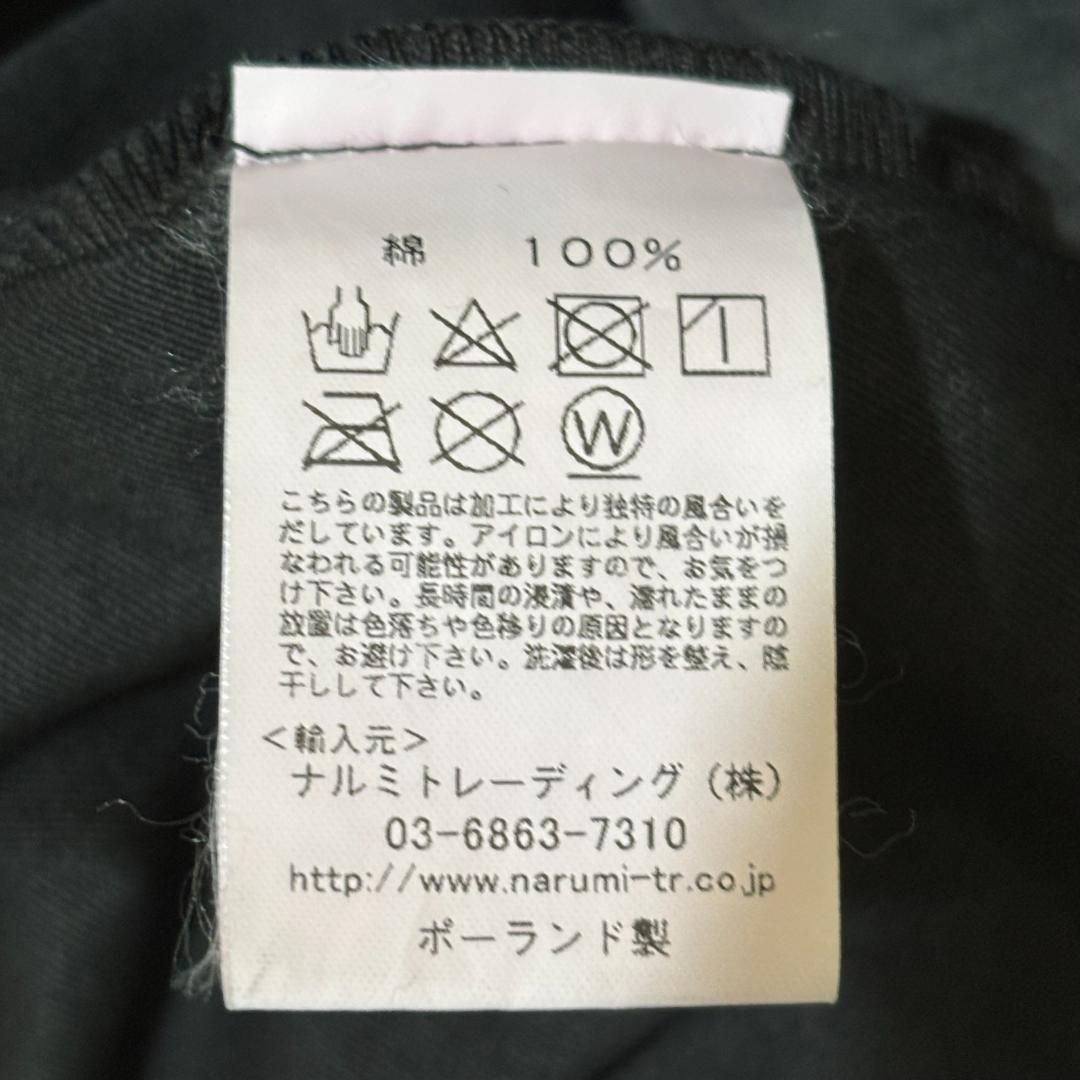 綿 100%
W
こちらの製品は加工により独特の風合いを
だしています。アイロンにより風合いが損
なわれる可能性がありますので、お気をつ
け下さい。長時間の浸漬や、濡れたままの
放置は色落ちや色移りの原因となりますの
で、お避け下さい。洗濯後は形を整え、陰
干しして下さい。
<輸入元>
ナルミトレーディング(株)
03-6863-7310
http://www.narumi-tr.co.jp
ポーランド製